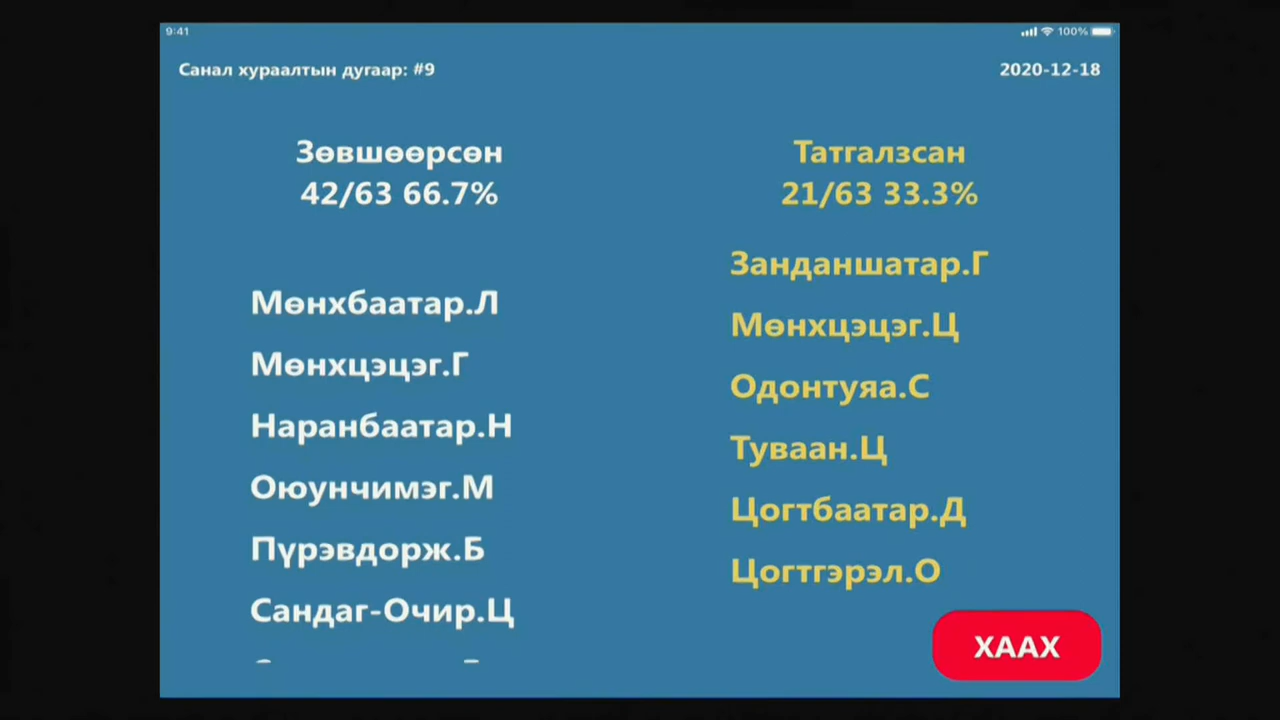 9:41
100%
Санал хураалтын дугаар: #9
2020-12-18
Зөвшөөрсөн
42/63 66.7%
Мөнхбаатар.Л
Мөнхцэцэг.Г
Наранбаатар.Н
Оюунчимэг.М
Пүрэвдорж.Б
Сандаг-Очир.Ц
Татгалзсан
21/63 33.3%
Занданшатар.Г
Мөнхцэцэг.Ц
Одонтуяа.С
Туваан.Ц
Цогтбаатар.Д
Цогтгэрэл.О
ХААХ